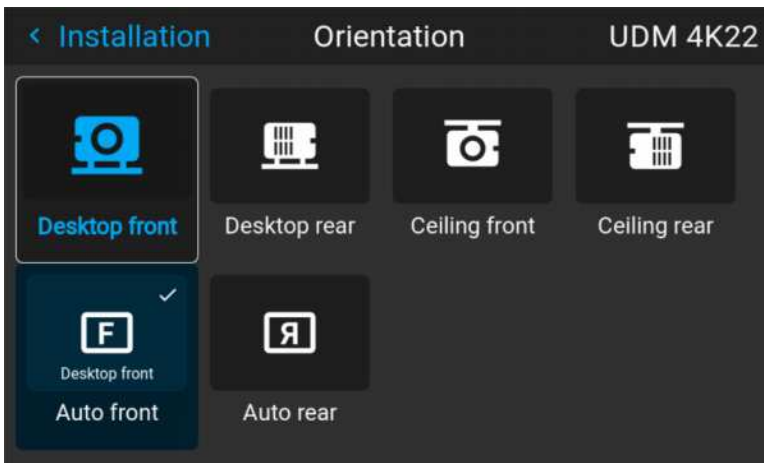 < Installation Orientation UDM 4K22
Desktop front Desktop rear Ceiling front Ceiling rear
F Я
Desktop front
Auto front Auto rear